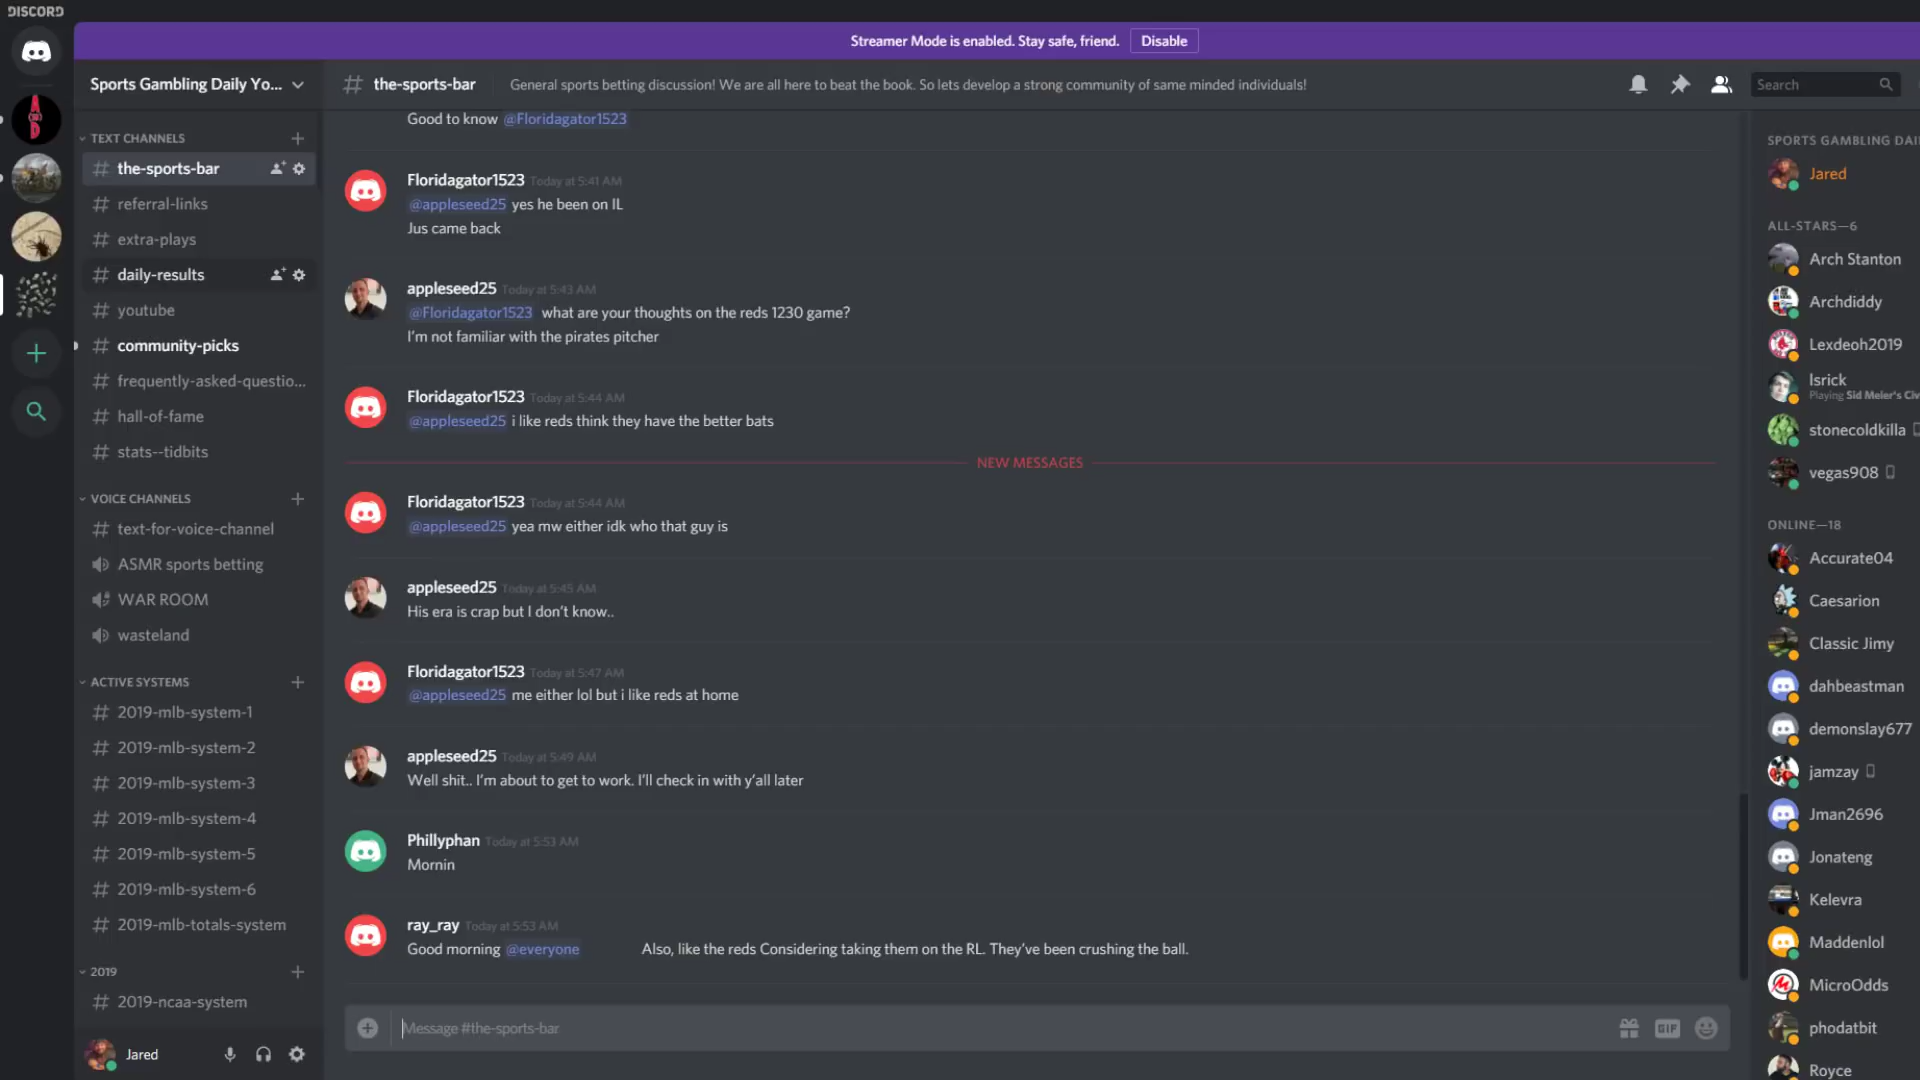 DISCORD
Streamer Mode is enabled. Stay safe, friend. Disable
Sports Gambling Daily Yo...
# the-sports-bar General sports betting discussion! We are all here to beat the book. So lets develop a strong community of same minded individuals!
Search
TEXT CHANNELS
# the-sports-bar
# referral-links
# extra-plays
# daily-results
# youtube
# community-picks
# frequently-asked-questio...
# hall-of-fame
# stats--tidbits
VOICE CHANNELS
# text-for-voice-channel
ASMR sports betting
WAR ROOM
wasteland
ACTIVE SYSTEMS
# 2019-mlb-system-1
# 2019-mlb-system-2
# 2019-mlb-system-3
# 2019-mlb-system-4
# 2019-mlb-system-5
# 2019-mlb-system-6
# 2019-mlb-totals-system
2019
# 2019-ncaa-system
Jared
Good to know @Floridagator1523
Floridagator1523 Today at 5:41 AM
@appleseed25 yes he been on IL
Jus came back
appleseed25 Today at 5:43 AM
@Floridagator1523 what are your thoughts on the reds 1230 game?
I'm not familiar with the pirates pitcher
Floridagator1523 Today at 5:44 AM
@appleseed25 i like reds think they have the better bats
NEW MESSAGES
Floridagator1523 Today at 5:44 AM
@appleseed25 yea mw either idk who that guy is
appleseed25 Today at 5:45 AM
His era is crap but I don't know..
Floridagator1523 Today at 5:47 AM
@appleseed25 me either lol but i like reds at home
appleseed25 Today at 5:49 AM
Well shit.. I'm about to get to work. I'll check in with y'all later
Phillyphan Today at 5:53 AM
Mornin
ray_ray Today at 5:53 AM
Good morning @everyone Also, like the reds Considering taking them on the RL. They've been crushing the ball.
Message #the-sports-bar
GIF
SPORTS GAMBLING DAI
Jared
ALL-STARS—6
Arch Stanton
Archdiddy
Lexdeoh2019
lsrick
Playing Sid Meier's Civ
stonecoldkilla
vegas908
ONLINE—18
Accurate04
Caesarion
Classic Jimy
dahbeastman
demonslay677
jamzay
Jman2696
Jonateng
Kelevra
Maddenlol
MicroOdds
phodatbit
Royce